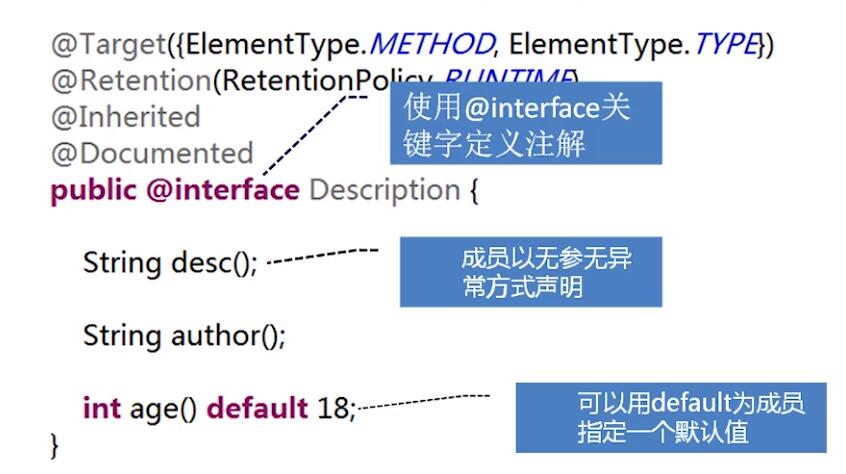 @Target({ElementType.METHOD, ElementType.TYPE})
@Retention(RetentionPolicy.RUNTIME)
@Inherited
@Documented
public @interface Description {
使用@interface关
键字定义注解
String desc();
成员以无参无异
常方式声明
String author();
int age() default 18;
可以用default为成员
指定一个默认值
}